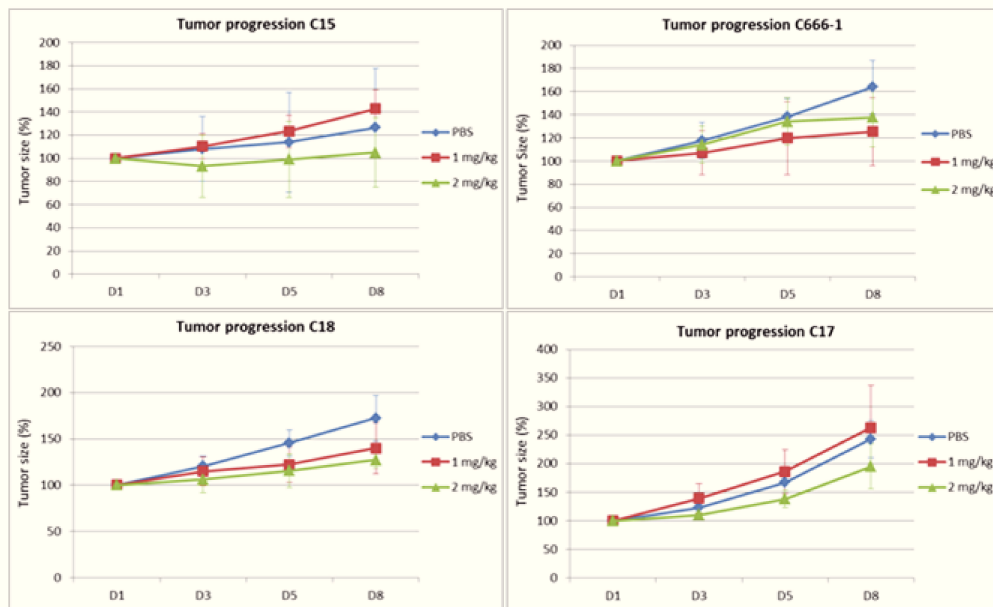 Tumor progression C15
Tumor size (%)
200
180
160
140
120
100
80
60
40
20
0
D1 D3 D5 D8
PBS
1 mg/kg
2 mg/kg
Tumor progression C666-1
Tumor Size (%)
200
180
160
140
120
100
80
60
40
20
0
D1 D3 D5 D8
PBS
1 mg/kg
2 mg/kg
Tumor progression C18
Tumor size (%)
250
200
150
100
50
0
D1 D3 D5 D8
PBS
1 mg/kg
2 mg/kg
Tumor progression C17
Tumor size (%)
400
350
300
250
200
150
100
50
0
D1 D3 D5 D8
PBS
1 mg/kg
2 mg/kg